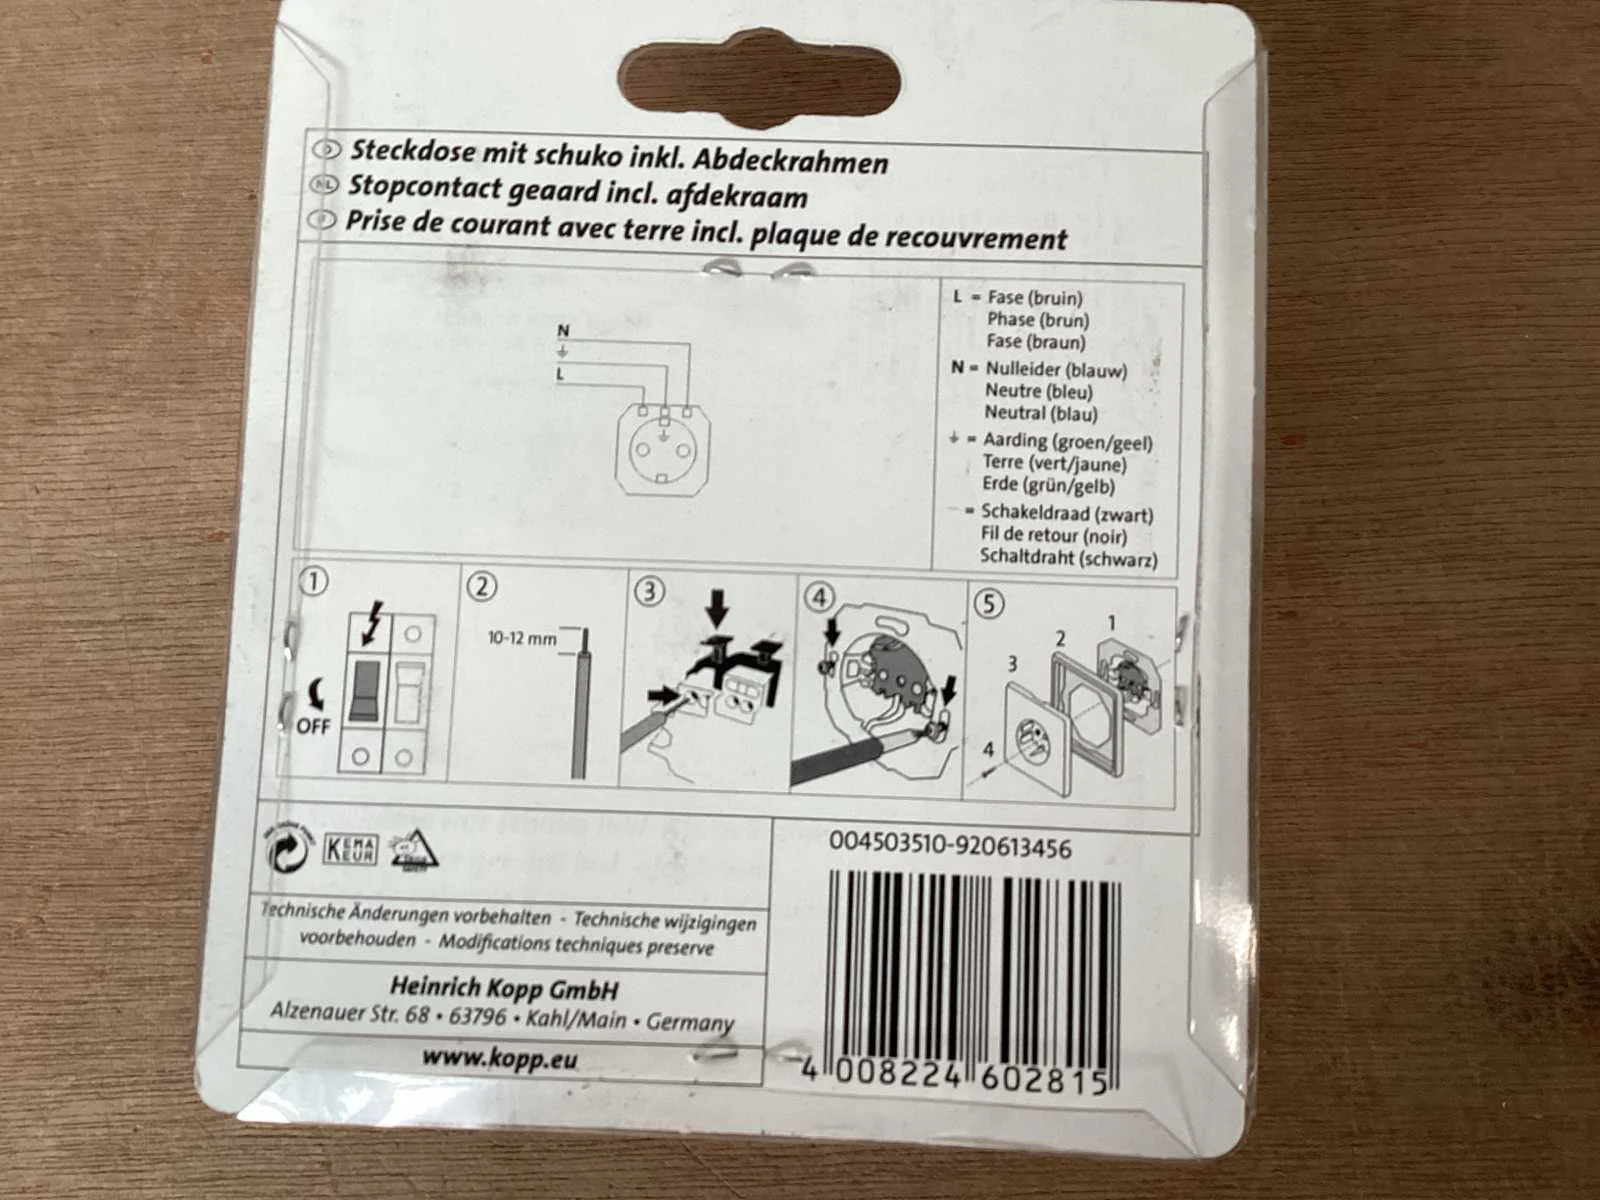 D Steckdose mit schuko inkl. Abdeckrahmen
NL Stopcontact geaard incl. afdekraam
F Prise de courant avec terre incl. plaque de recouvrement
N
L
L = Fase (bruin)
Phase (brun)
Fase (braun)
N = Nulleider (blauw)
Neutre (bleu)
Neutral (blau)
⏚ = Aarding (groen/geel)
Terre (vert/jaune)
Erde (grün/gelb)
= Schakeldraad (zwart)
Fil de retour (noir)
Schaltdraht (schwarz)
1
OFF
2
10-12 mm
3
4
5
1
2
3
4
KEMA
KEUR
004503510-920613456
Technische Änderungen vorbehalten - Technische wijzigingen
voorbehouden - Modifications techniques preserve
Heinrich Kopp GmbH
Alzenauer Str. 68 • 63796 • Kahl/Main • Germany
www.kopp.eu
4 008224 602815